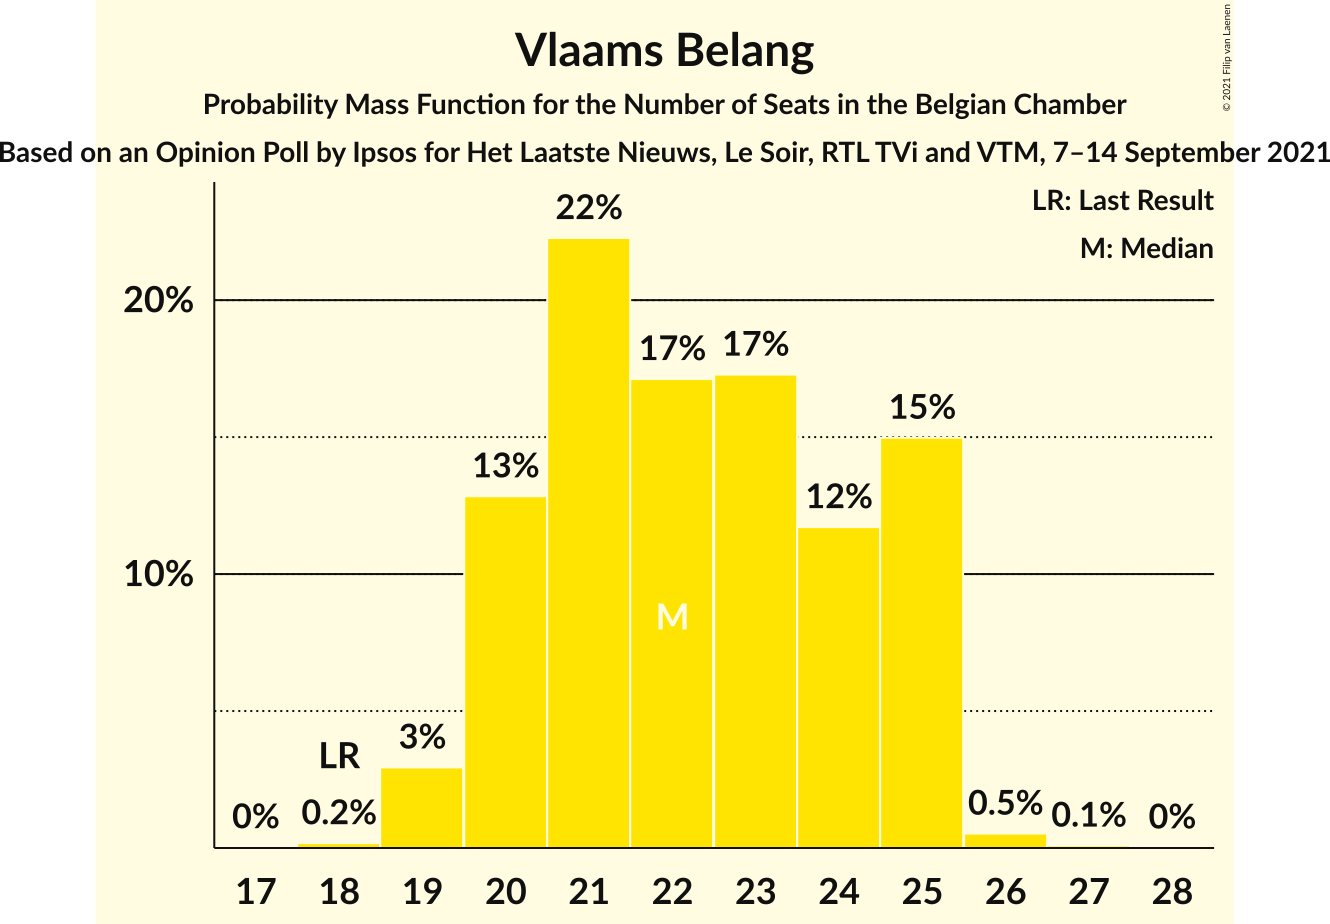 Vlaams Belang
Probability Mass Function for the Number of Seats in the Belgian Chamber
Based on an Opinion Poll by Ipsos for Het Laatste Nieuws, Le Soir, RTL TVi and VTM, 7–14 September 2021
© 2021 Filip van Laenen
LR: Last Result
M: Median
20%
10%
0%
LR
0.2%
3%
13%
22%
17%
M
17%
12%
15%
0.5%
0.1%
0%
17 18 19 20 21 22 23 24 25 26 27 28